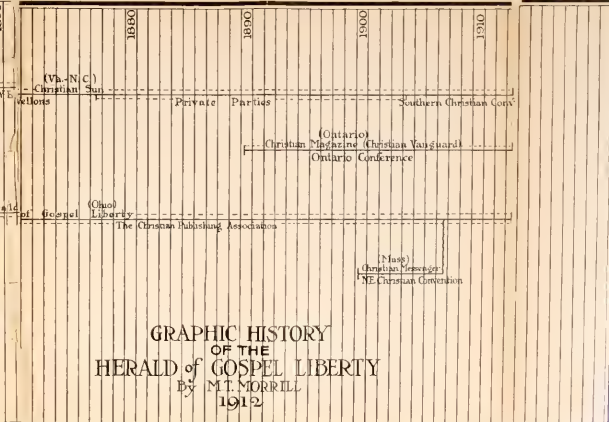 1880
1890
1900
1910
(Va.-N.C.)
Christian Sun
Wellons
Private Parties
Southern Christian Conv
(Ontario)
Christian Magazine (Christian Vanguard)
Ontario Conference
(Ohio)
of Gospel Liberty
The Christian Publishing Association
(Mass)
Christian Messenger
NE Christian Convention
GRAPHIC HISTORY
OF THE
HERALD of GOSPEL LIBERTY
By M.T. MORRILL
1912